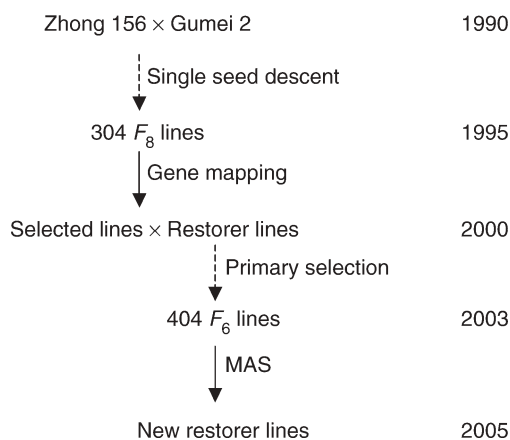 Zhong 156 × Gumei 2 1990
Single seed descent
304 F8 lines 1995
Gene mapping
Selected lines × Restorer lines 2000
Primary selection
404 F6 lines 2003
MAS
New restorer lines 2005